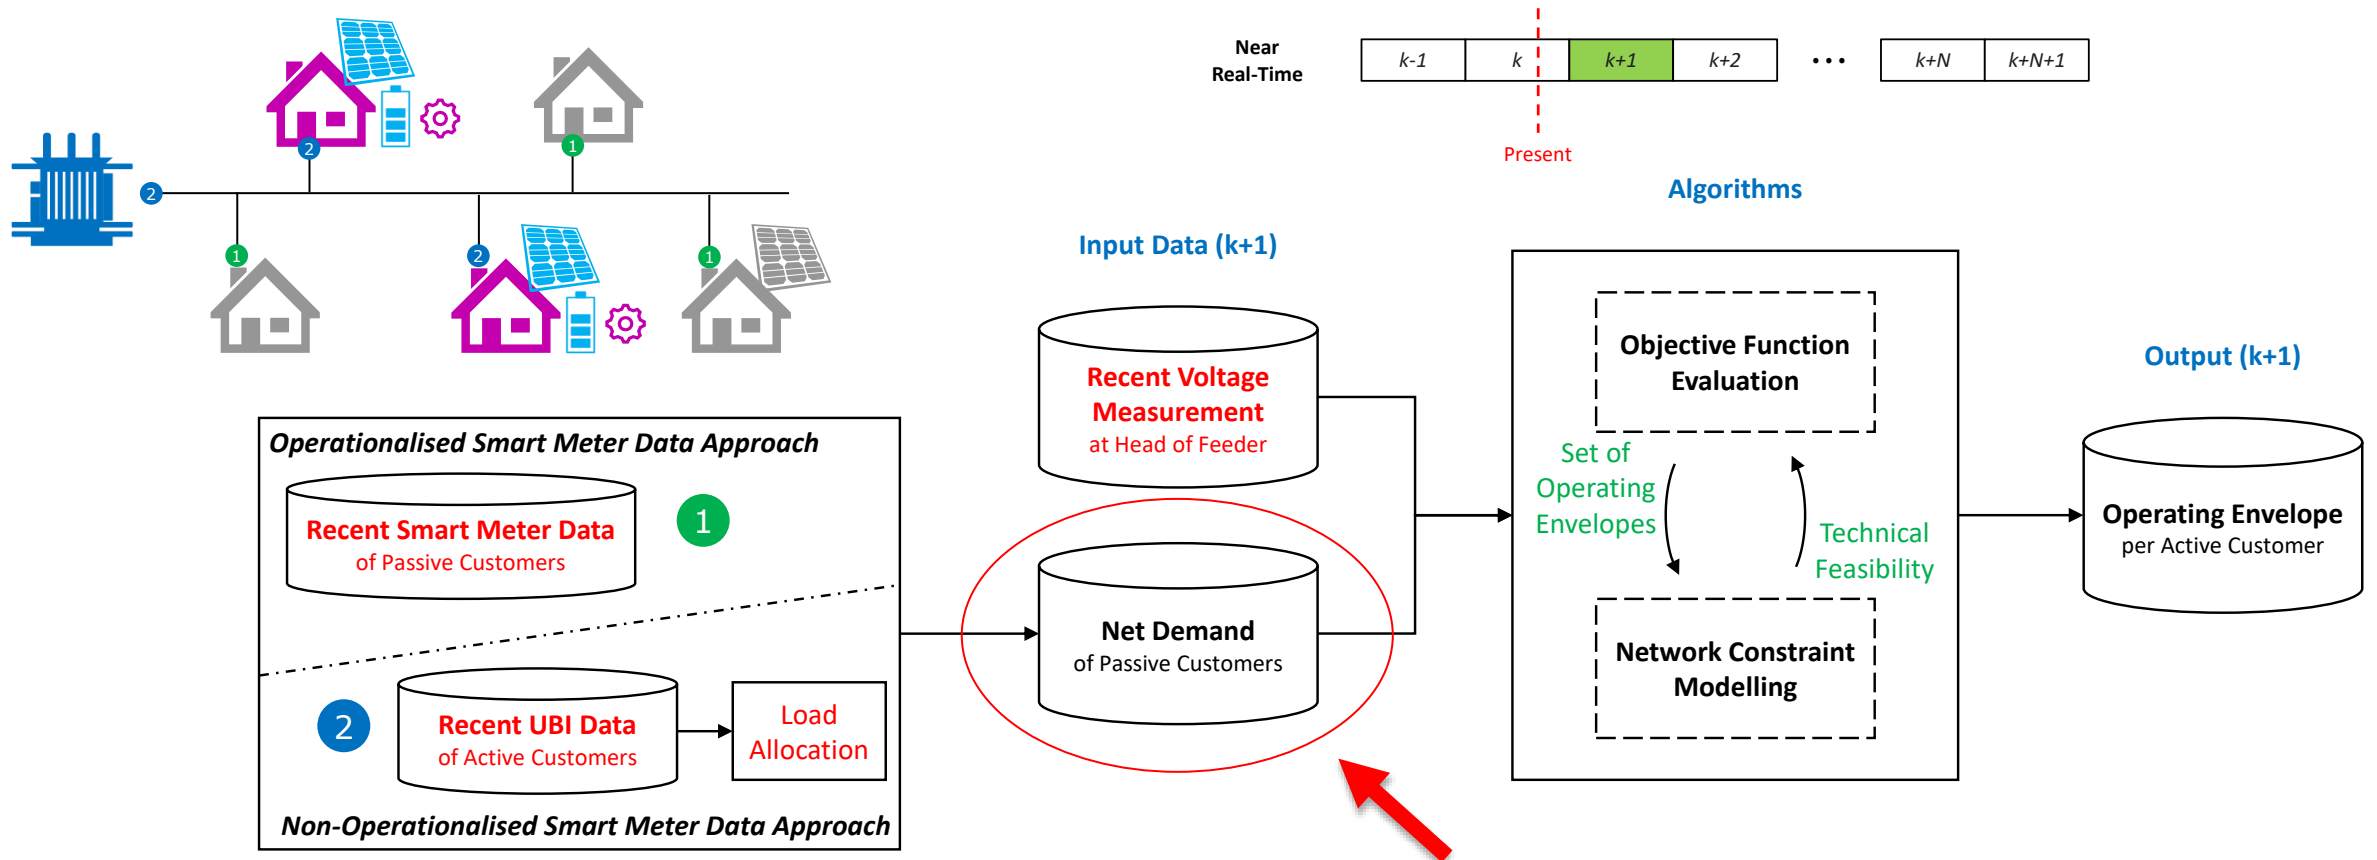 Near
Real-Time
k-1
k
k+1
k+2
...
k+N
k+N+1
Present
2
1
2
1
2
1
Algorithms
Input Data (k+1)
Output (k+1)
Recent Voltage
Measurement
at Head of Feeder
Objective Function
Evaluation
Operationalised Smart Meter Data Approach
Recent Smart Meter Data
of Passive Customers
1
Set of
Operating
Envelopes
Technical
Feasibility
Operating Envelope
per Active Customer
Net Demand
of Passive Customers
Network Constraint
Modelling
2
Recent UBI Data
of Active Customers
Load
Allocation
Non-Operationalised Smart Meter Data Approach